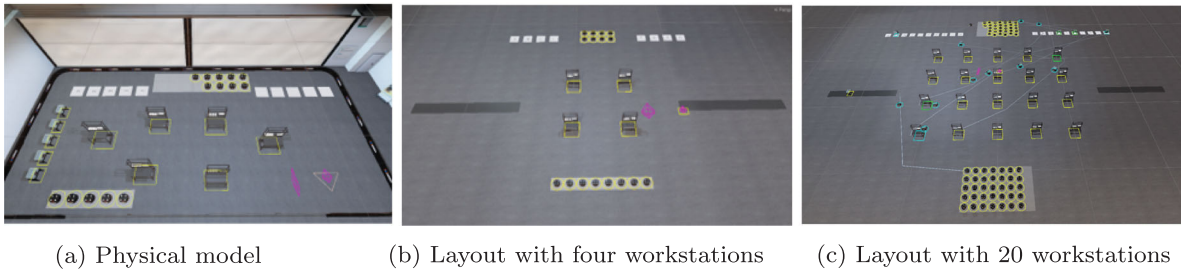 (a) Physical model
(b) Layout with four workstations
(c) Layout with 20 workstations